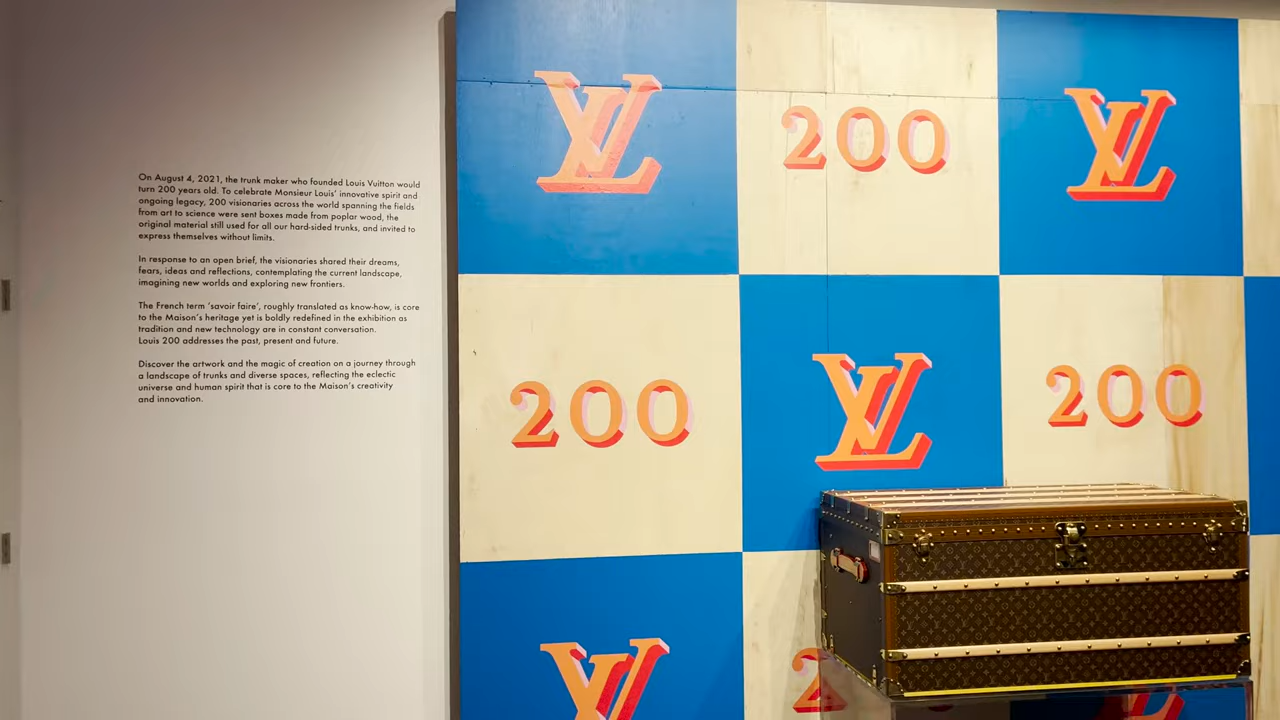 On August 4, 2021, the trunk maker who founded Louis Vuitton would
turn 200 years old. To celebrate Monsieur Louis' innovative spirit and
ongoing legacy, 200 visionaries across the world spanning the fields
from art to science were sent boxes made from poplar wood, the
original material still used for all our hard-sided trunks, and invited to
express themselves without limits.
In response to an open brief, the visionaries shared their dreams,
fears, ideas and reflections, contemplating the current landscape,
imagining new worlds and exploring new frontiers.
The French term 'savoir faire', roughly translated as know-how, is core
to the Maison's heritage yet is boldly redefined in the exhibition as
tradition and new technology are in constant conversation.
Louis 200 addresses the past, present and future.
Discover the artwork and the magic of creation on a journey through
a landscape of trunks and diverse spaces, reflecting the eclectic
universe and human spirit that is core to the Maison's creativity
and innovation.
LV 200 LV
200 LV 200
LV 2